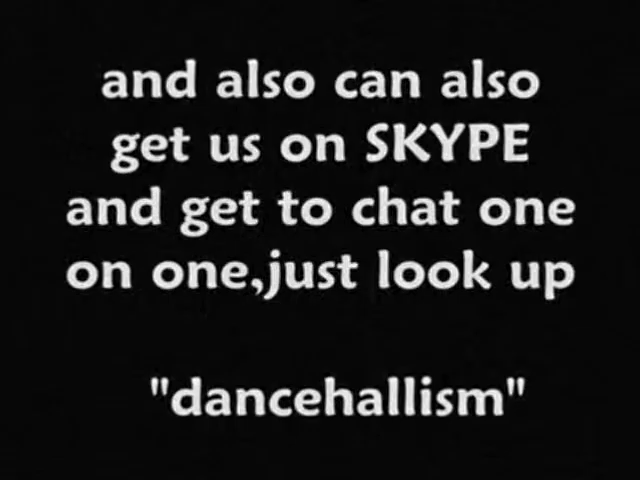 and also can also
get us on SKYPE
and get to chat one
on one,just look up
"dancehallism"